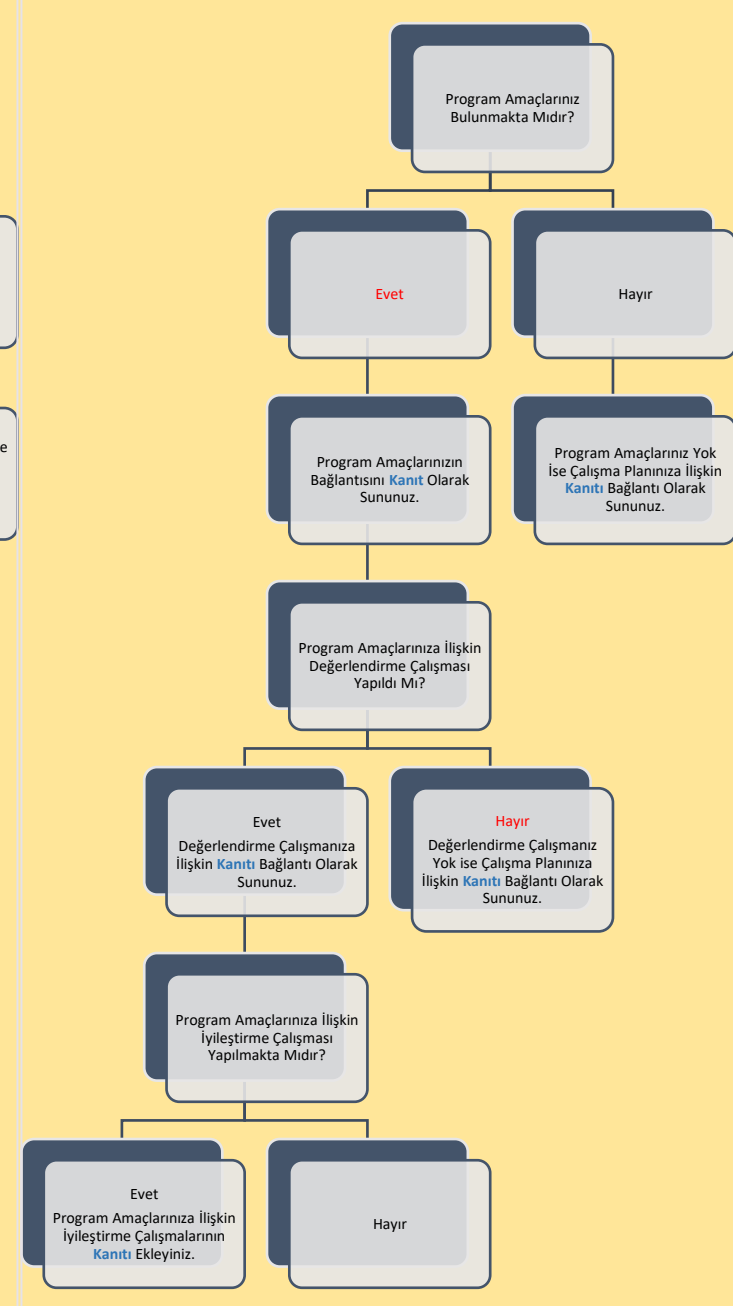 Program Amaçlarınız
Bulunmakta Mıdır?
Evet
Hayır
e
Program Amaçlarınızın
Bağlantısını Kanıt Olarak
Sununuz.
Program Amaçlarınız Yok
İse Çalışma Planınıza İlişkin
Kanıtı Bağlantı Olarak
Sununuz.
Program Amaçlarınıza İlişkin
Değerlendirme Çalışması
Yapıldı Mı?
Evet
Değerlendirme Çalışmanıza
İlişkin Kanıtı Bağlantı Olarak
Sununuz.
Hayır
Değerlendirme Çalışmanız
Yok ise Çalışma Planınıza
İlişkin Kanıtı Bağlantı Olarak
Sununuz.
Program Amaçlarınıza İlişkin
İyileştirme Çalışması
Yapılmakta Mıdır?
Evet
Program Amaçlarınıza İlişkin
İyileştirme Çalışmalarının
Kanıtı Ekleyiniz.
Hayır